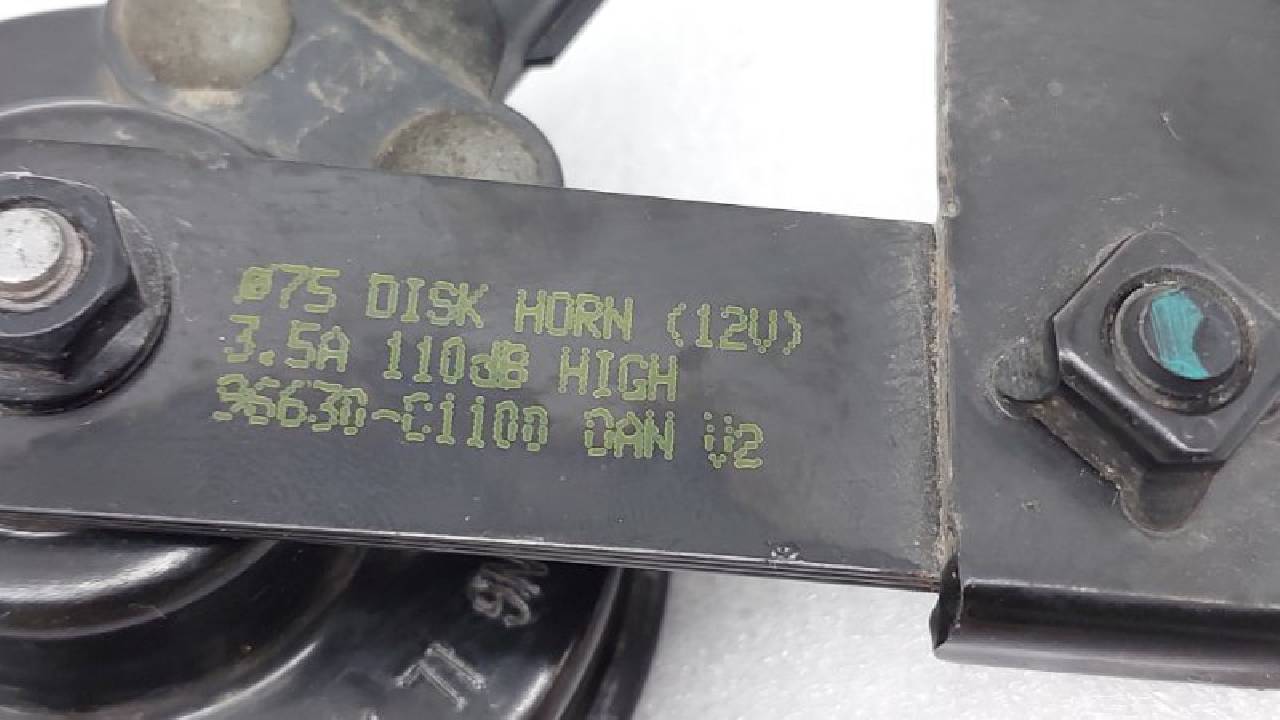 ø75 DISK HORN (12V)
3.5A 110dB HIGH
96630-C1100 DAN V2